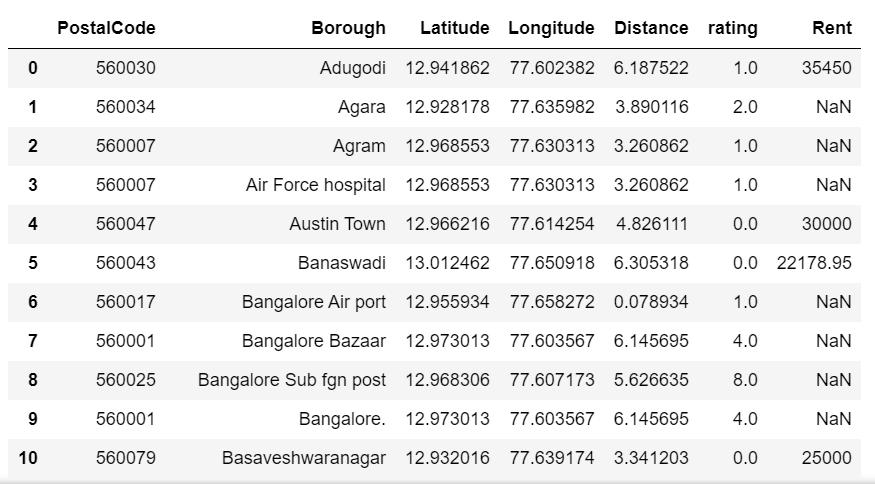 PostalCode Borough Latitude Longitude Distance rating Rent
0 560030 Adugodi 12.941862 77.602382 6.187522 1.0 35450
1 560034 Agara 12.928178 77.635982 3.890116 2.0 NaN
2 560007 Agram 12.968553 77.630313 3.260862 1.0 NaN
3 560007 Air Force hospital 12.968553 77.630313 3.260862 1.0 NaN
4 560047 Austin Town 12.966216 77.614254 4.826111 0.0 30000
5 560043 Banaswadi 13.012462 77.650918 6.305318 0.0 22178.95
6 560017 Bangalore Air port 12.955934 77.658272 0.078934 1.0 NaN
7 560001 Bangalore Bazaar 12.973013 77.603567 6.145695 4.0 NaN
8 560025 Bangalore Sub fgn post 12.968306 77.607173 5.626635 8.0 NaN
9 560001 Bangalore. 12.973013 77.603567 6.145695 4.0 NaN
10 560079 Basaveshwaranagar 12.932016 77.639174 3.341203 0.0 25000